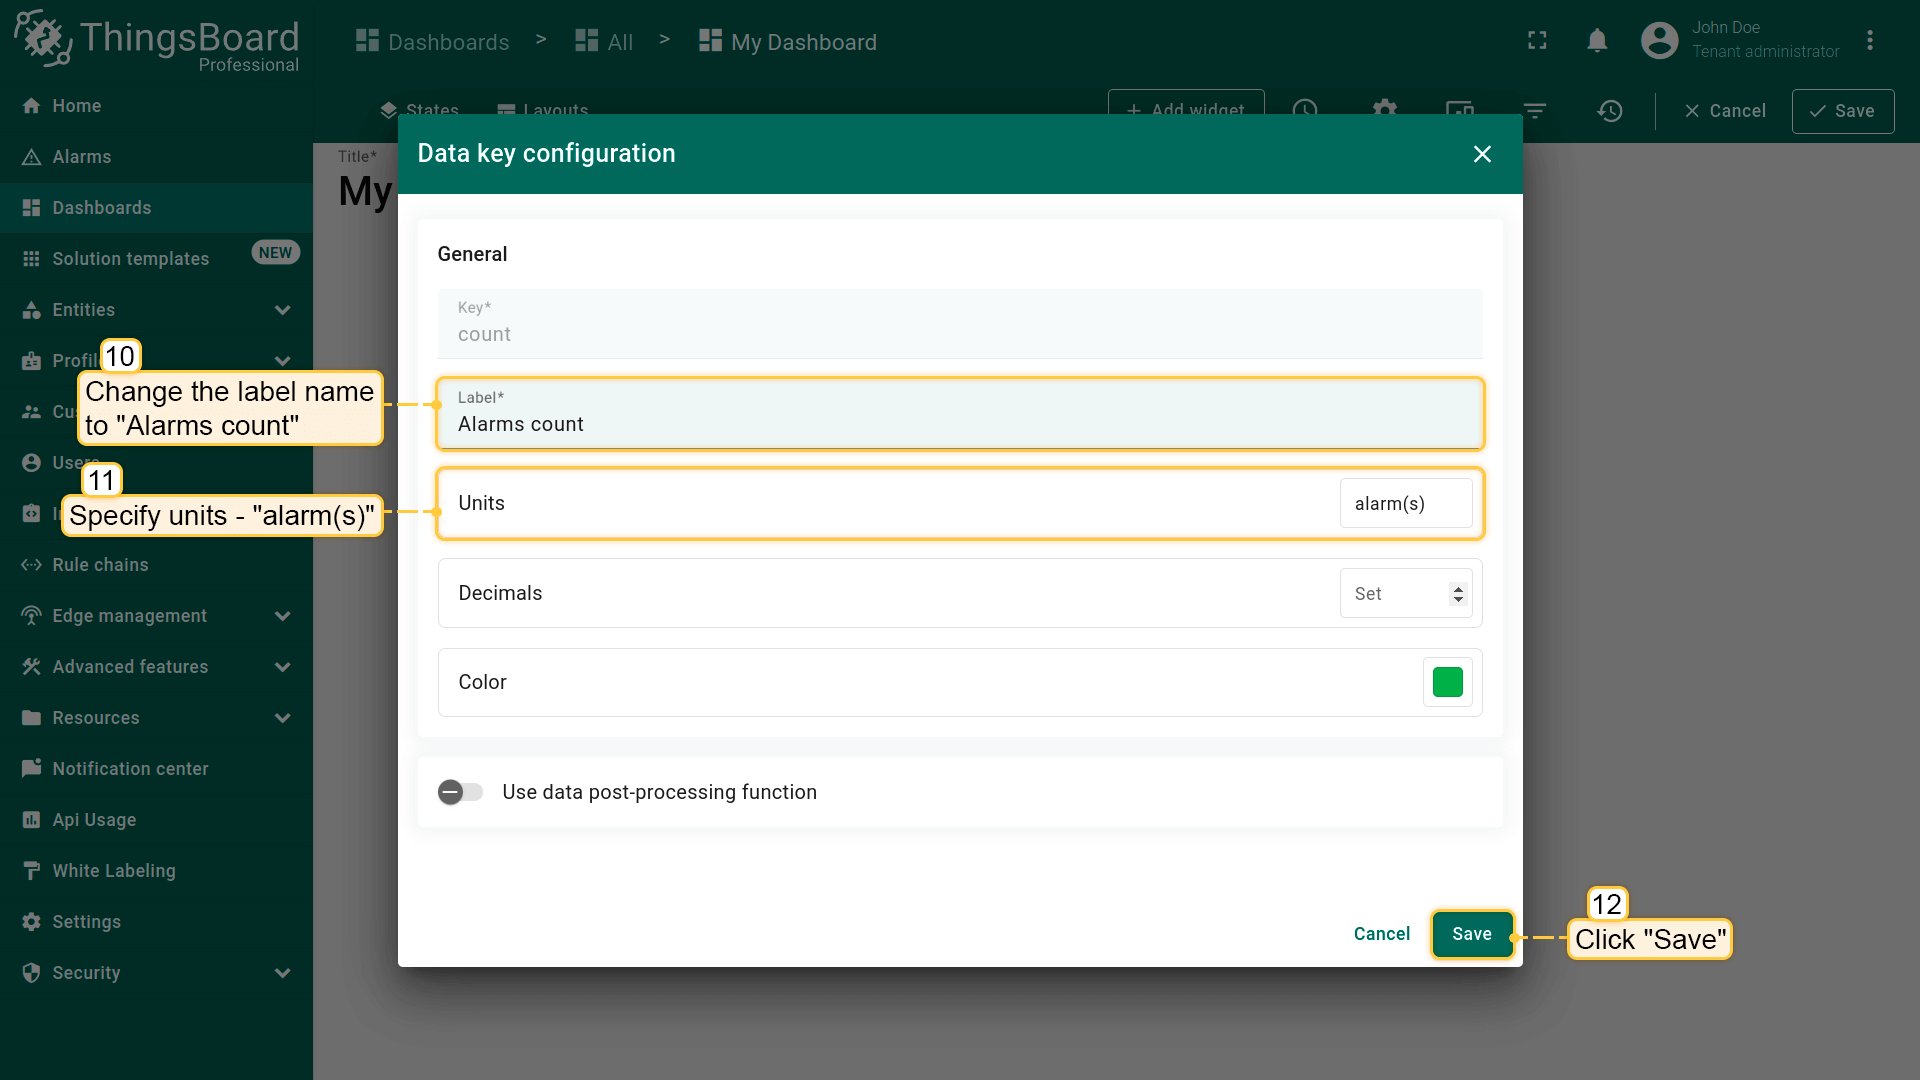 ThingsBoard
Professional
Dashboards > All > My Dashboard
John Doe
Tenant administrator
States
Layouts
+ Add widget
Cancel
Save
Home
Alarms
Dashboards
Solution templates
NEW
Entities
Users
Rule chains
Edge management
Advanced features
Resources
Notification center
Api Usage
White Labeling
Settings
Security
Title*
My
Data key configuration
General
Key*
count
Label*
Alarms count
Units
alarm(s)
Decimals
Set
Color
Use data post-processing function
Cancel
Save
10
Change the label name
to "Alarms count"
11
Specify units - "alarm(s)"
12
Click "Save"